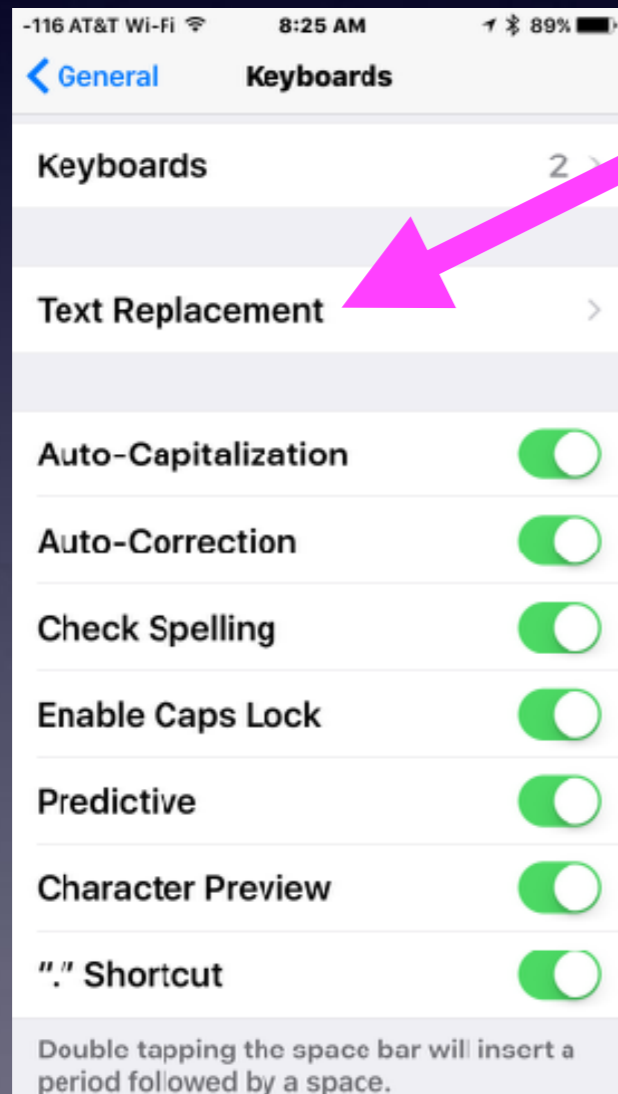 -116 AT&T Wi-Fi 8:25 AM 89%
General Keyboards
Keyboards 2
Text Replacement
Auto-Capitalization
Auto-Correction
Check Spelling
Enable Caps Lock
Predictive
Character Preview
"." Shortcut
Double tapping the space bar will insert a
period followed by a space.